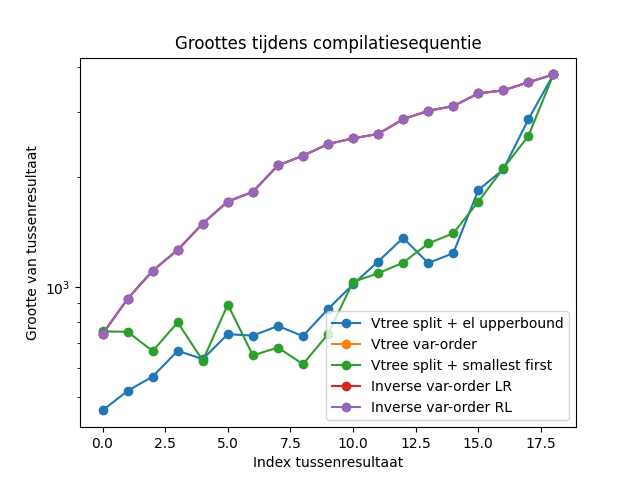 Groottes tijdens compilatiesequentie
Grootte van tussenresultaat
10³
Vtree split + el upperbound
Vtree var-order
Vtree split + smallest first
Inverse var-order LR
Inverse var-order RL
0.0 2.5 5.0 7.5 10.0 12.5 15.0 17.5
Index tussenresultaat